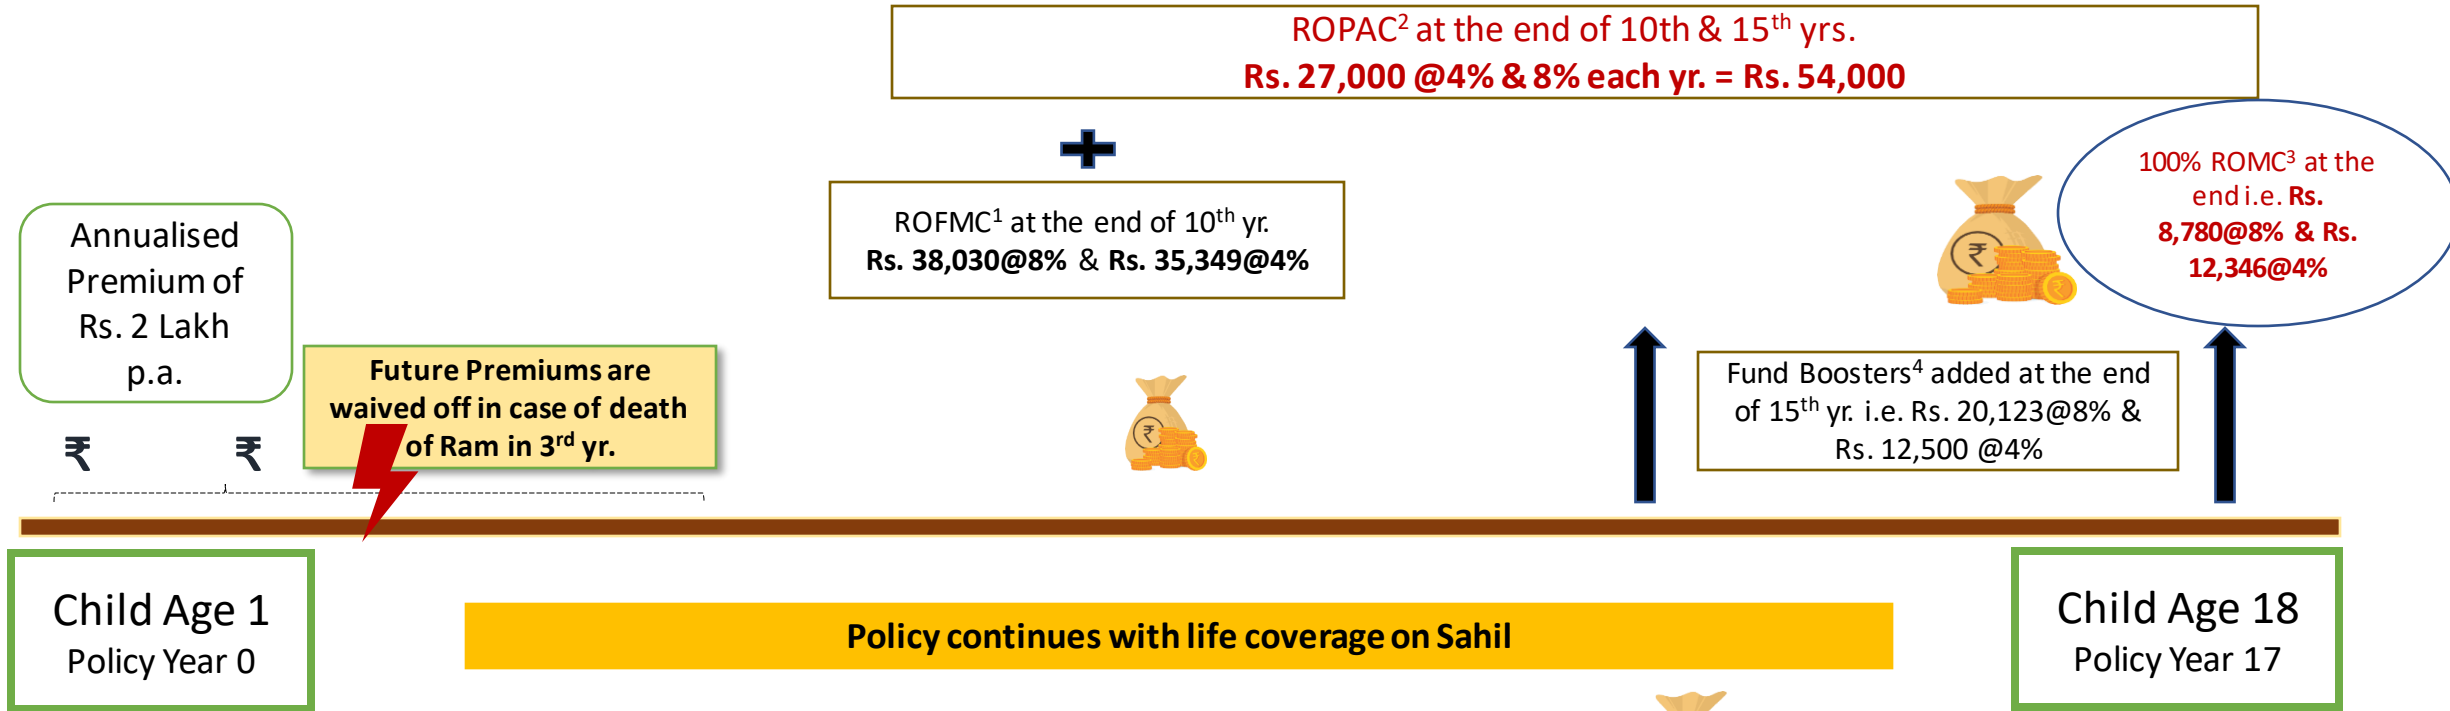 ROPAC² at the end of 10th & 15th yrs.
Rs. 27,000 @4% & 8% each yr. = Rs. 54,000
100% ROMC³ at the
end i.e. Rs.
8,780@8% & Rs.
12,346@4%
ROFMC¹ at the end of 10th yr.
Rs. 38,030@8% & Rs. 35,349@4%
Annualised
Premium of
Rs. 2 Lakh
p.a.
Future Premiums are
waived off in case of death
of Ram in 3rd yr.
Fund Boosters⁴ added at the end
of 15th yr. i.e. Rs. 20,123@8% &
Rs. 12,500 @4%
₹ ₹
₹
₹
₹
₹
Child Age 1
Policy Year 0
Policy continues with life coverage on Sahil
Child Age 18
Policy Year 17